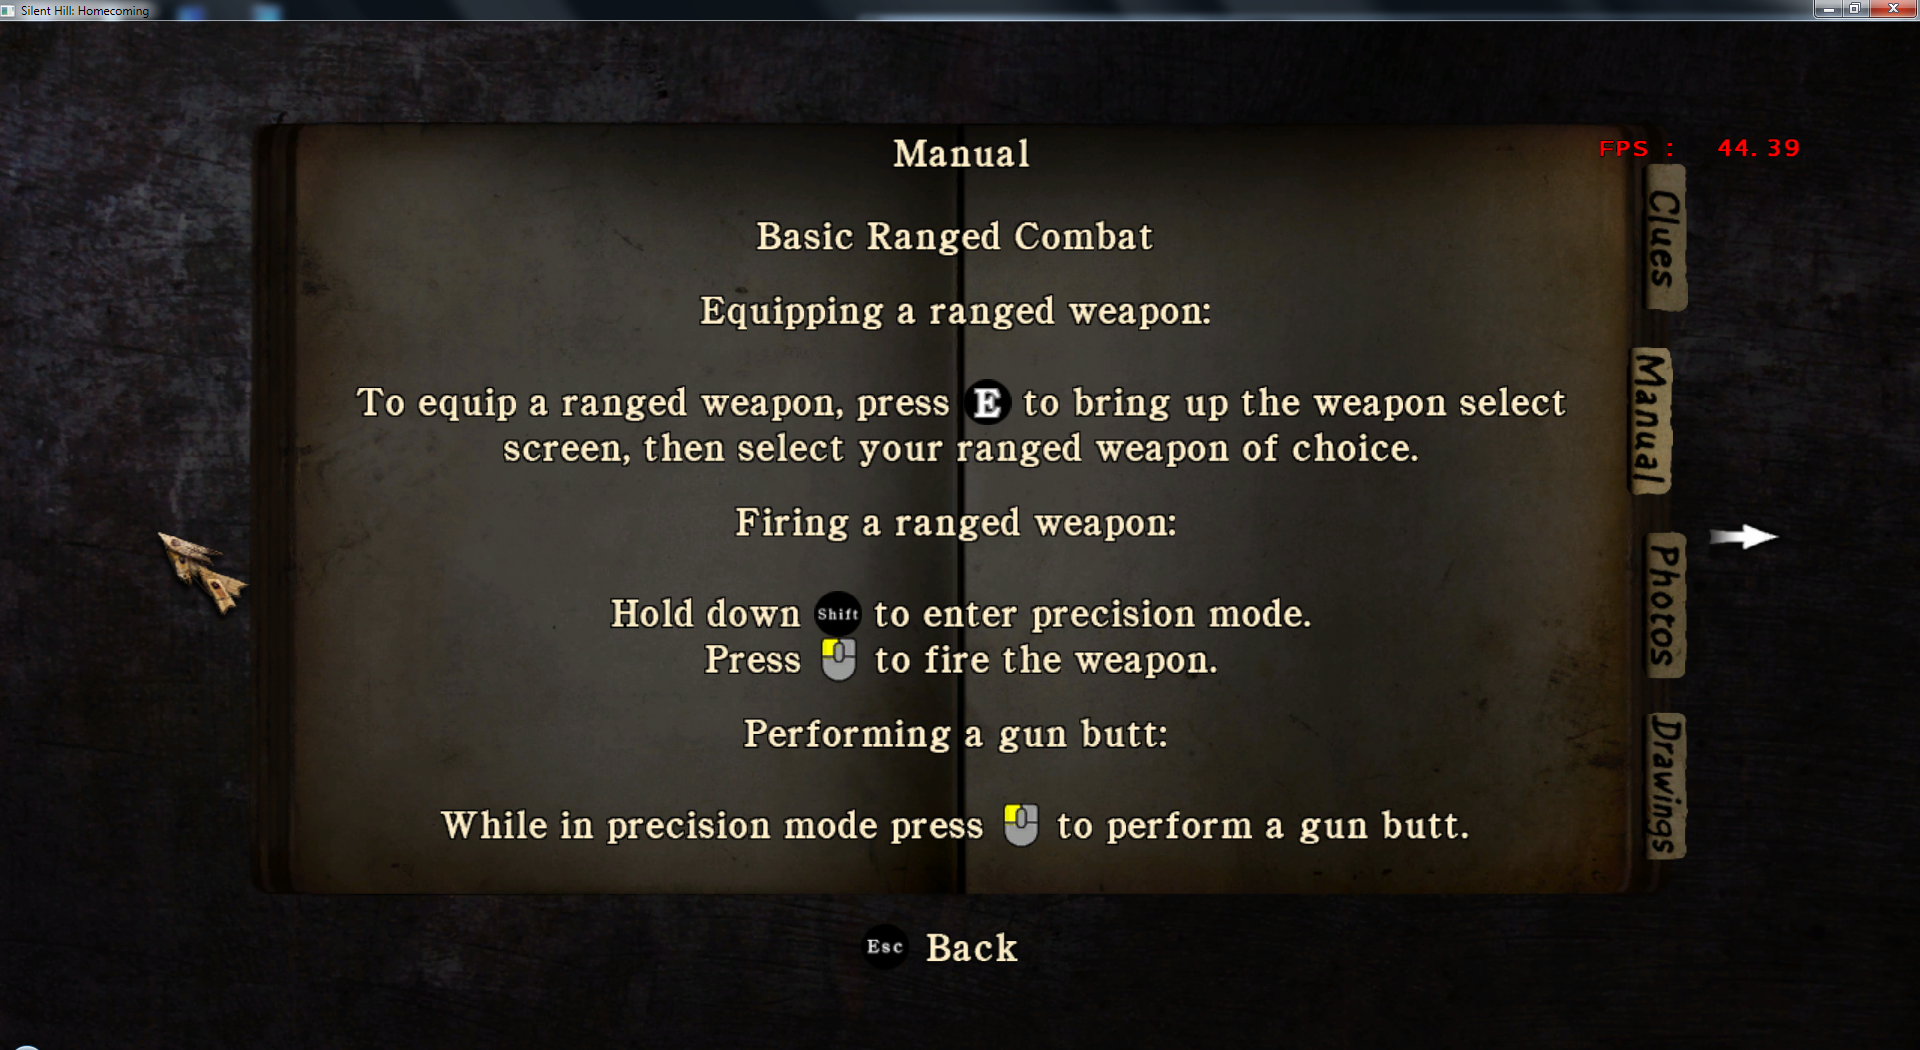 Silent Hill: Homecoming
Manual
FPS : 44.39
Basic Ranged Combat
Equipping a ranged weapon:
To equip a ranged weapon, press E to bring up the weapon select
screen, then select your ranged weapon of choice.
Firing a ranged weapon:
Hold down Shift to enter precision mode.
Press to fire the weapon.
Performing a gun butt:
While in precision mode press to perform a gun butt.
Clues
Manual
Photos
Drawings
Esc Back